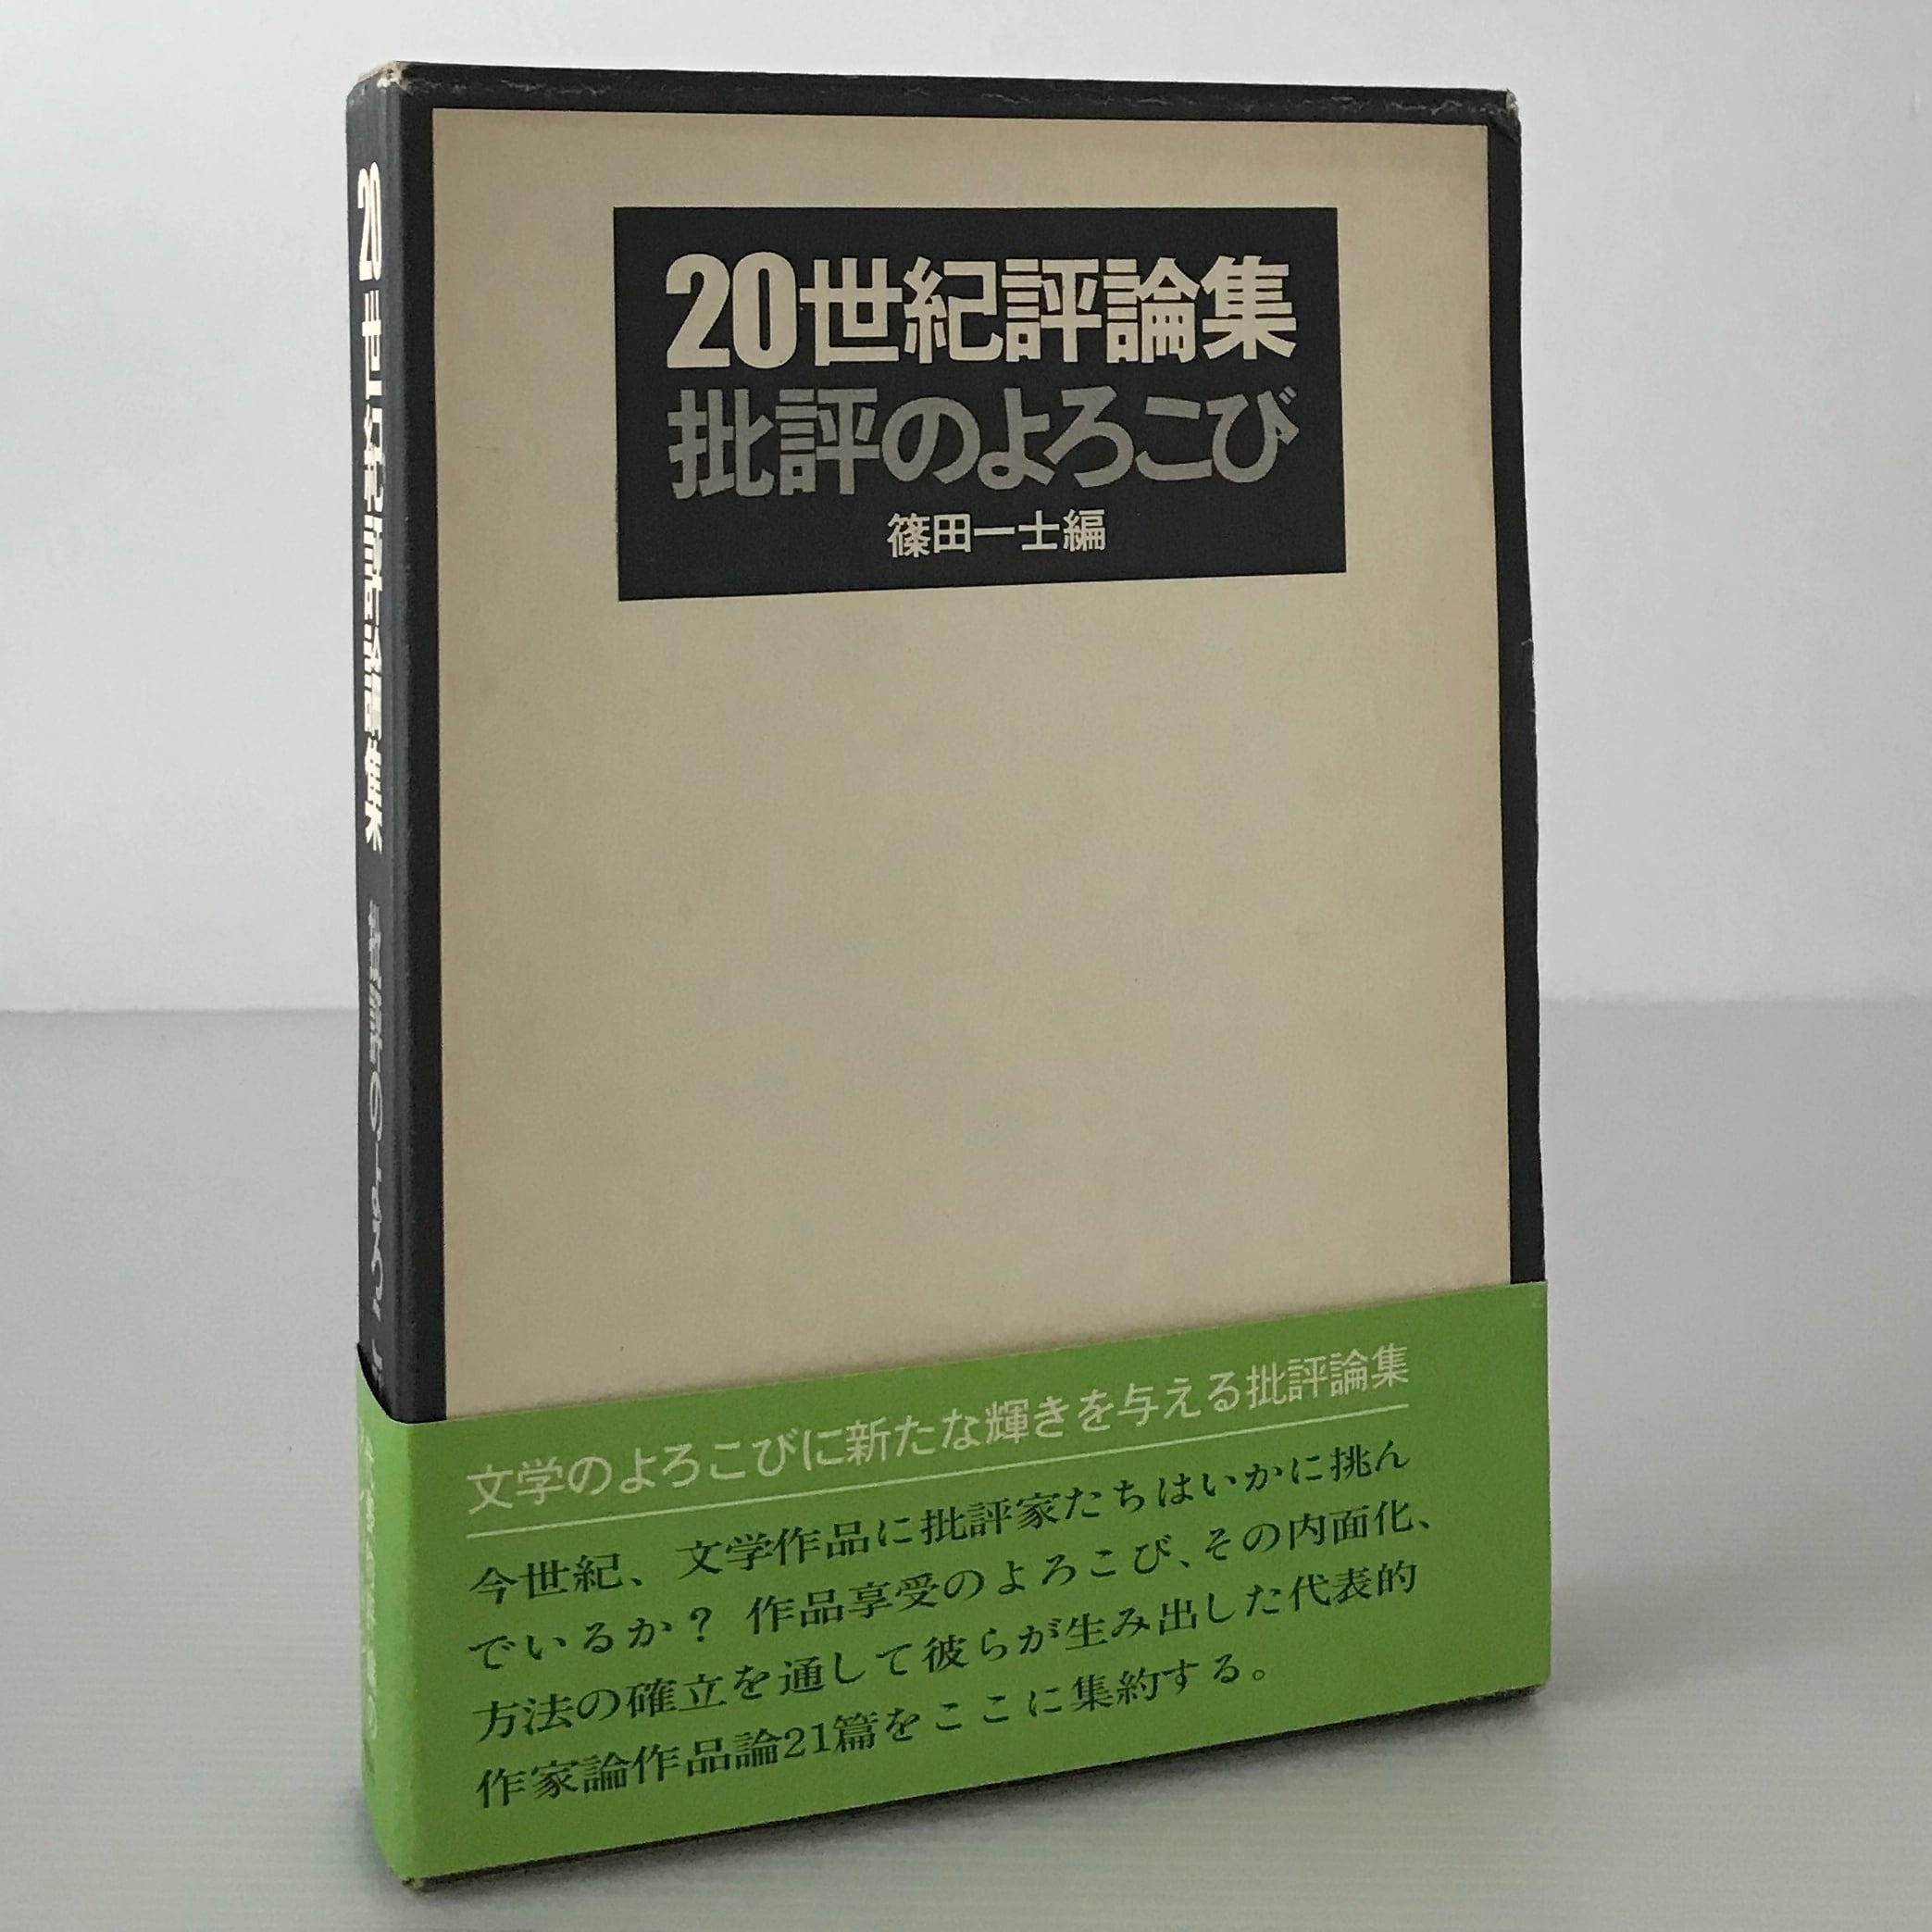 20世紀評論集
批評のよろこび
篠田一士編
20世紀評論集 批評のよろこ
文学のよろこびに新たな輝きを与える批評論集
今世紀、文学作品に批評家たちはいかに挑ん
でいるか？ 作品享受のよろこび、その内面化、
方法の確立を通して彼らが生み出した代表的
作家論作品論21篇をここに集約する。